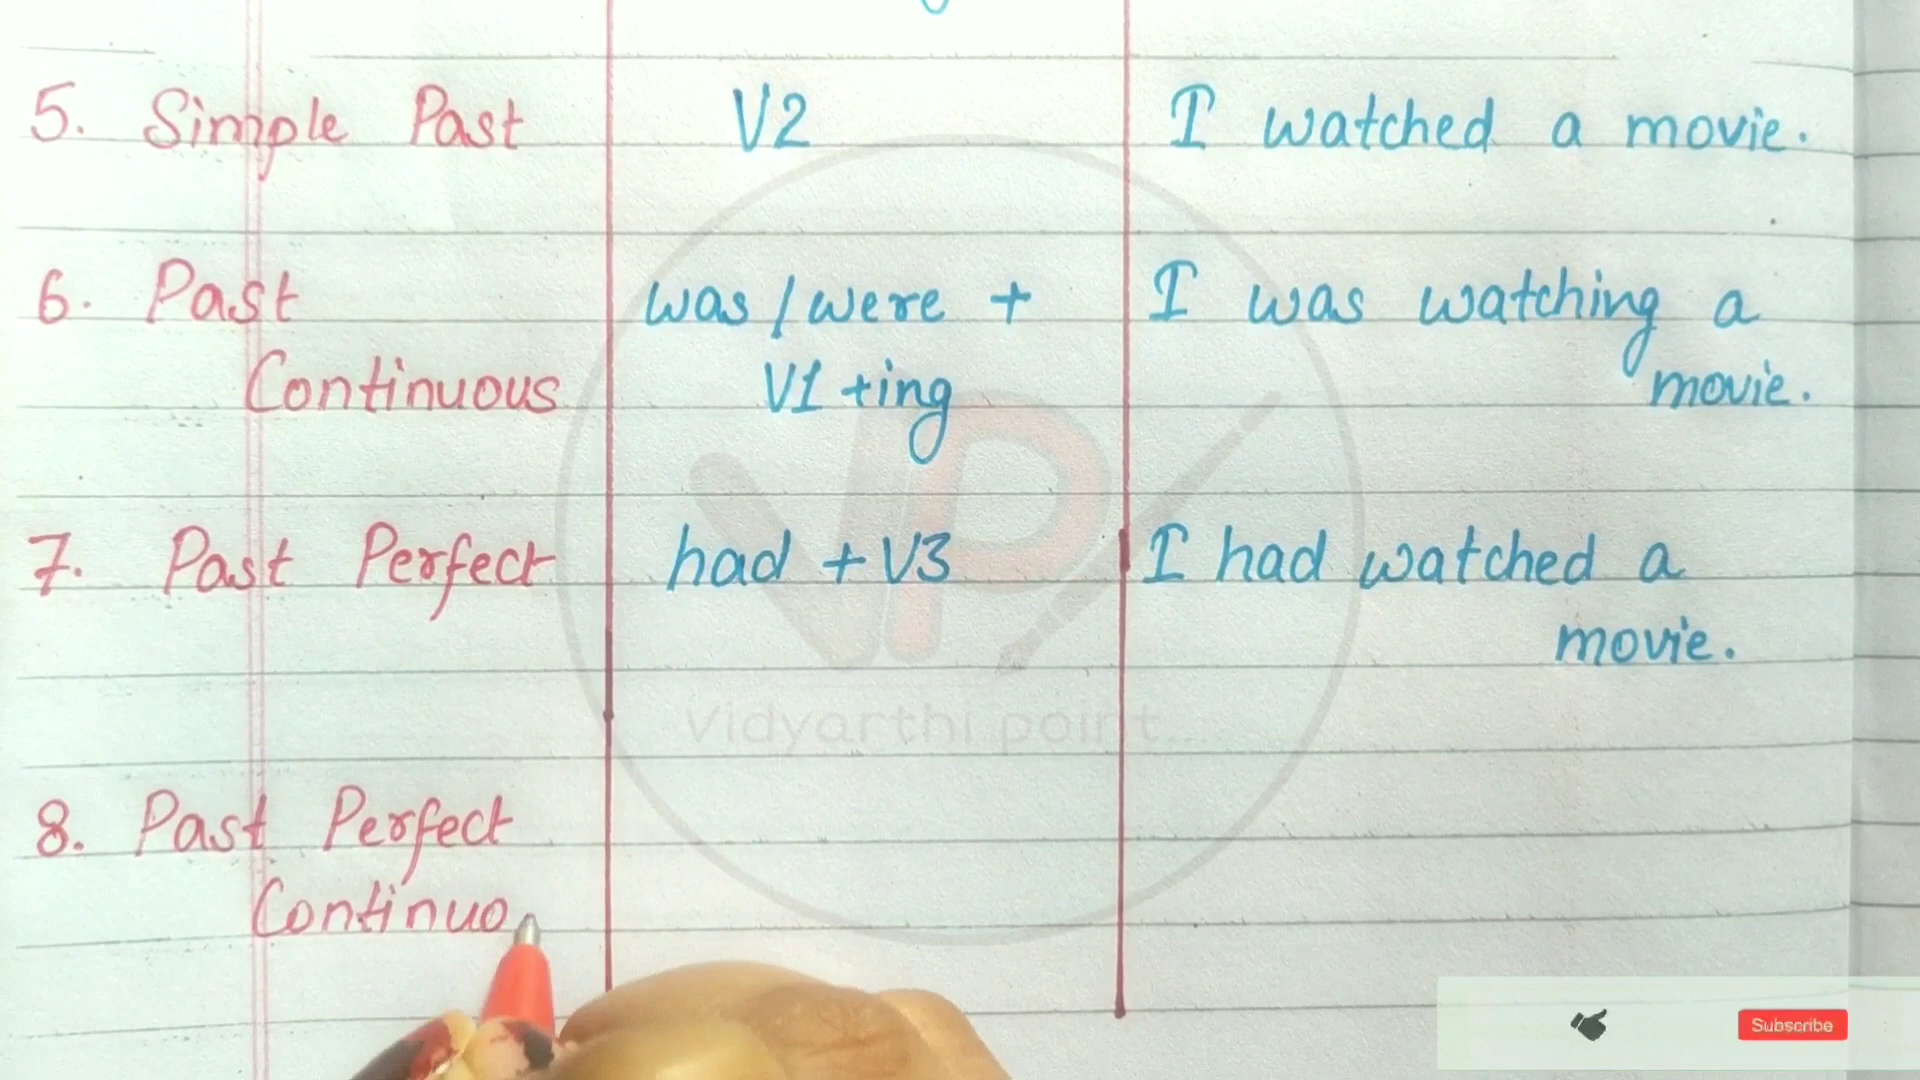 5. Simple Past V2 I watched a movie.
6. Past was/were + I was watching a
Continuous V1 +ing movie.
7. Past Perfect had + V3 I had watched a
movie.
Vidyarthi point...
8. Past Perfect
Continuo
Subscribe